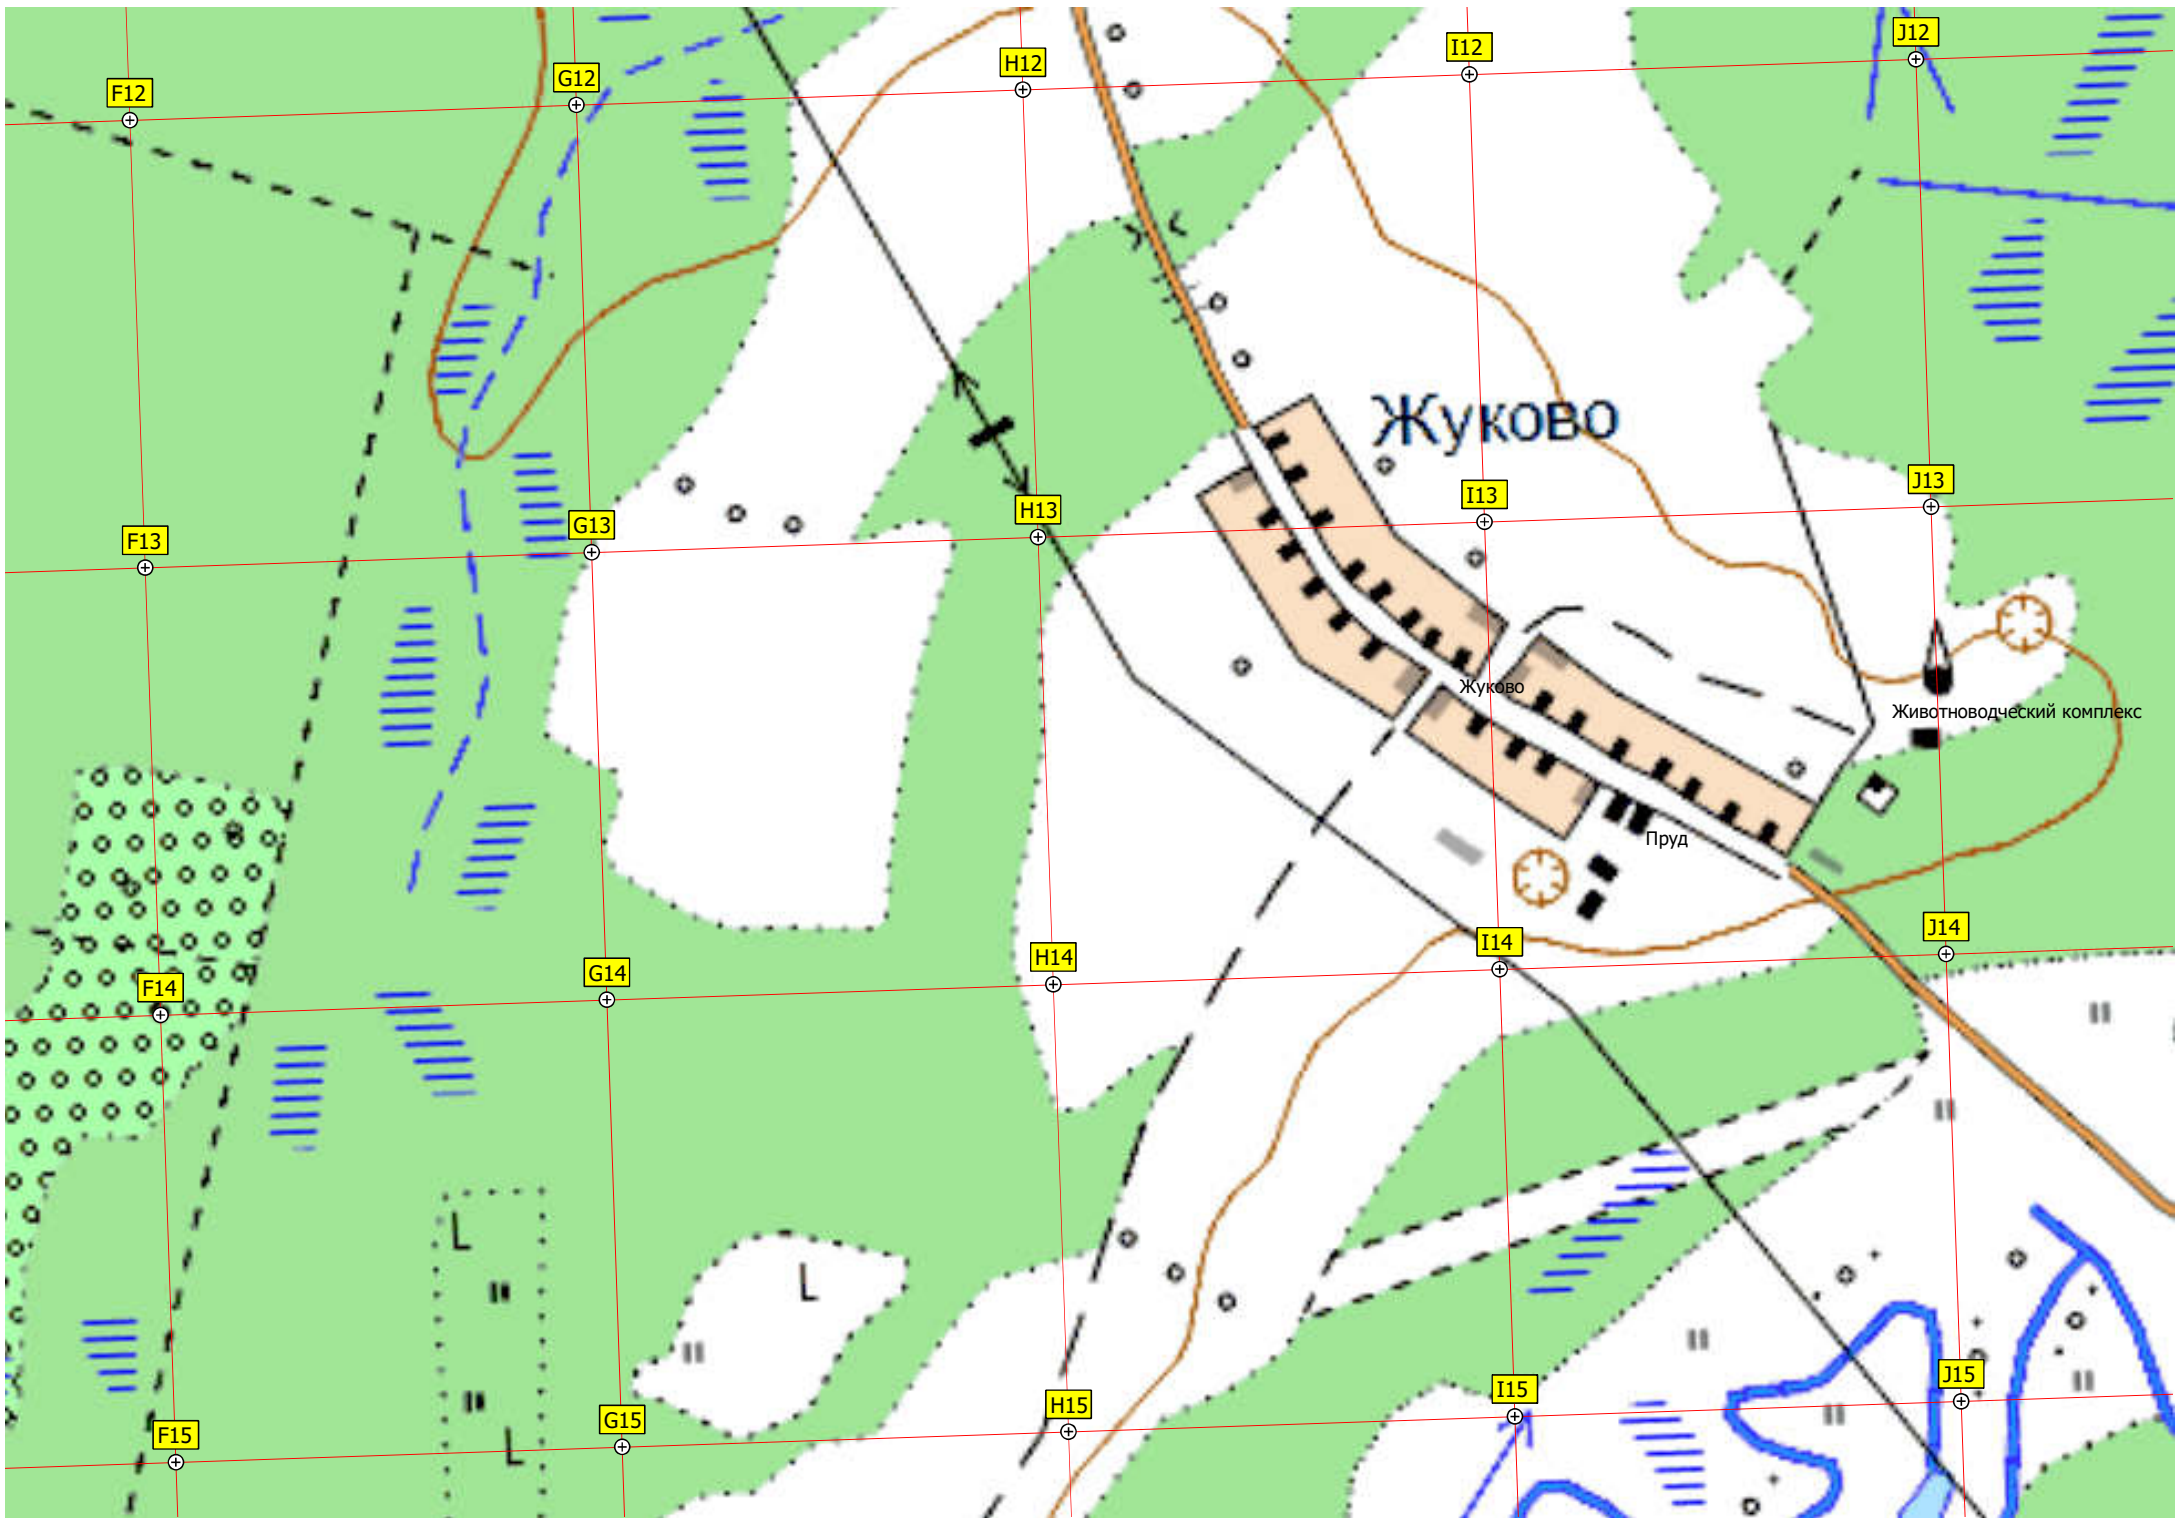 J12
I12
H12
G12
F12
Жуково
J13
I13
H13
G13
F13
Жуково
Животноводческий комплекс
Пруд
J14
I14
H14
G14
F14
L
L
J15
I15
H15
G15
F15
L